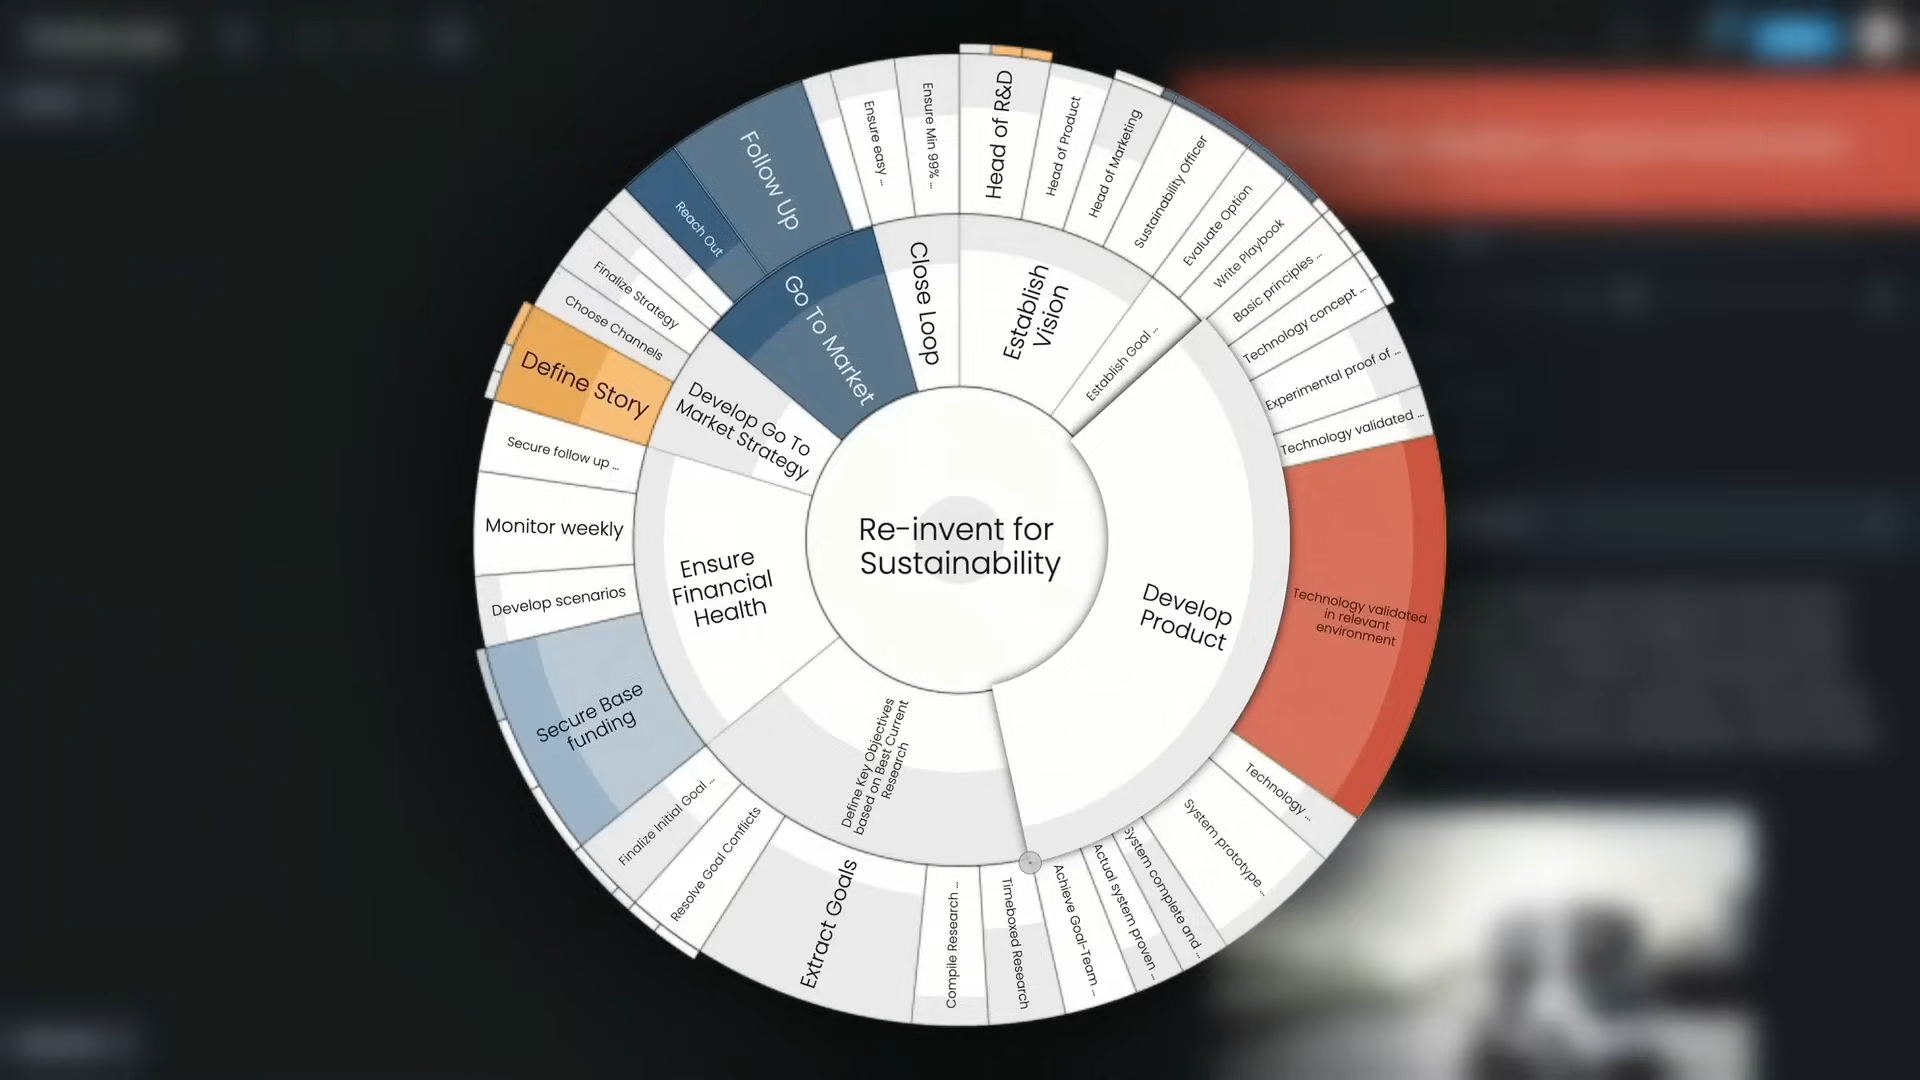 Re-invent for
Sustainability
Establish
Vision
Establish Goal ...
Develop
Product
Define Key Objectives
based on Best Current
Research
Ensure
Financial
Health
Develop Go To
Market Strategy
Go To Market
Close Loop
Head of R&D
Head of Product
Head of Marketing
Sustainability Officer
Evaluate Option
Write Playbook
Basic principles ...
Technology concept ...
Experimental proof of ...
Technology validated ...
Technology validated
in relevant
environment
Technology ...
System prototype ...
System complete and ...
Actual system proven ...
Achieve Goal-Team ...
Timeboxed Research
Compile Research ...
Extract Goals
Resolve Goal Conflicts
Finalize Initial Goal ...
Secure Base
funding
Develop scenarios
Monitor weekly
Secure follow up ...
Define Story
Choose Channels
Finalize Strategy
Reach Out
Follow Up
Ensure easy ...
Ensure Min 99% ...